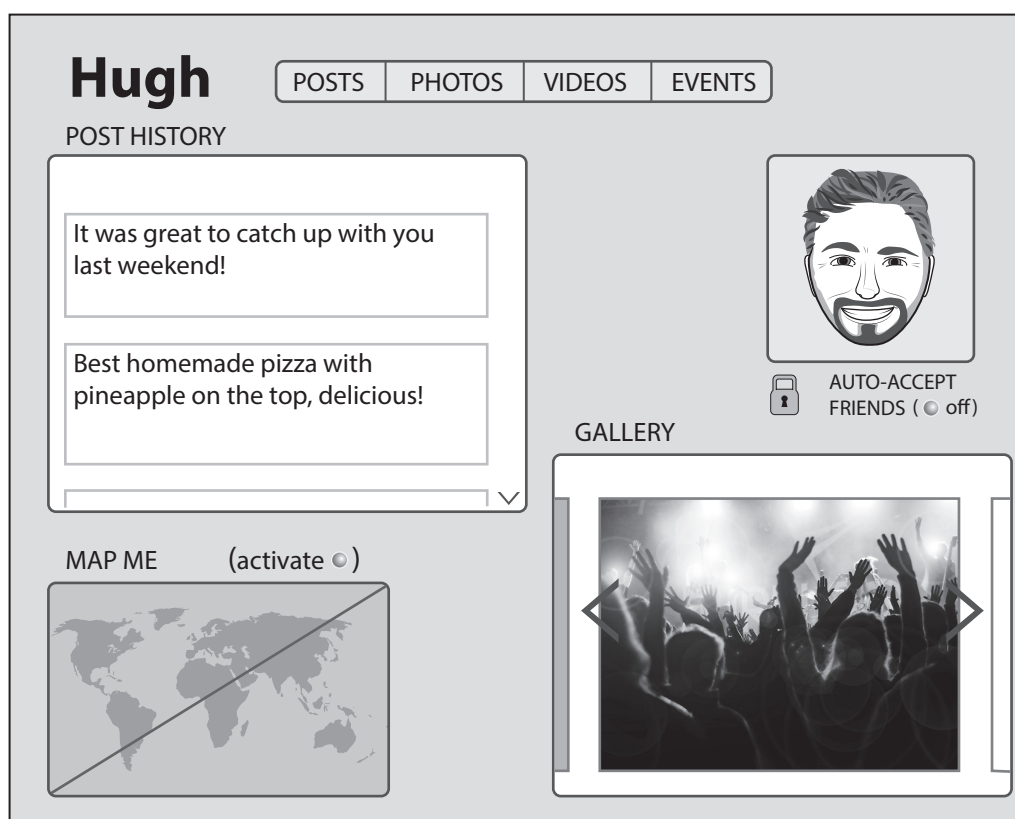 Hugh
POSTS PHOTOS VIDEOS EVENTS
POST HISTORY
It was great to catch up with you
last weekend!
Best homemade pizza with
pineapple on the top, delicious!
AUTO-ACCEPT
FRIENDS ( off)
GALLERY
MAP ME (activate )